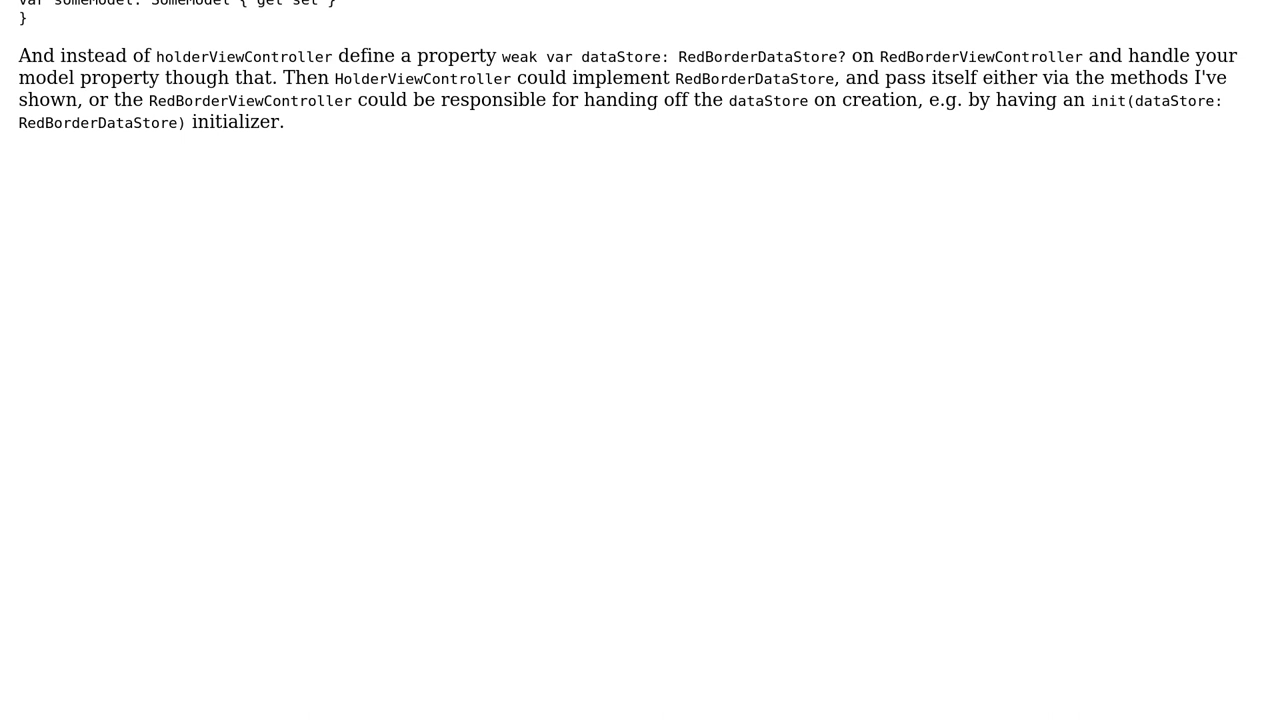 var someModel: SomeModel { get set }
}
And instead of holderViewController define a property weak var dataStore: RedBorderDataStore? on RedBorderViewController and handle your
model property though that. Then HolderViewController could implement RedBorderDataStore, and pass itself either via the methods I've
shown, or the RedBorderViewController could be responsible for handing off the dataStore on creation, e.g. by having an init(dataStore:
RedBorderDataStore) initializer.